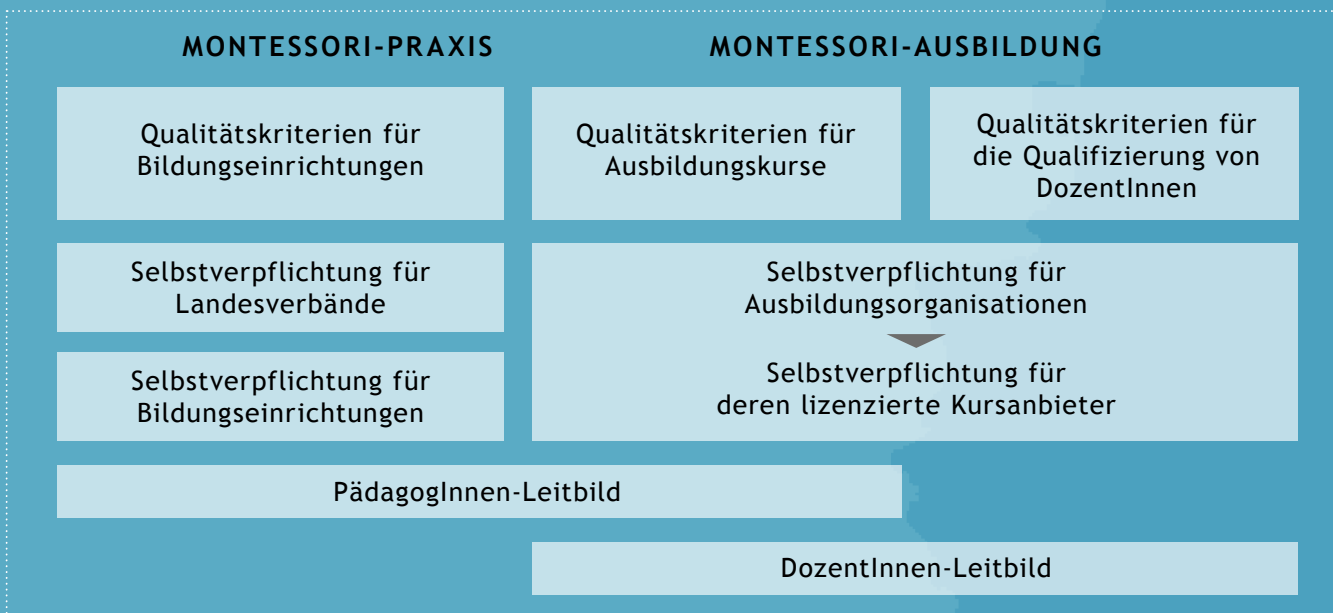 MONTESSORI-PRAXIS
Qualitätskriterien für
Bildungseinrichtungen
Selbstverpflichtung für
Landesverbände
Selbstverpflichtung für
Bildungseinrichtungen
MONTESSORI-AUSBILDUNG
Qualitätskriterien für
Ausbildungskurse
Qualitätskriterien für
die Qualifizierung von
DozentInnen
Selbstverpflichtung für
Ausbildungsorganisationen
Selbstverpflichtung für
deren lizenzierte Kursanbieter
PädagogInnen-Leitbild
DozentInnen-Leitbild